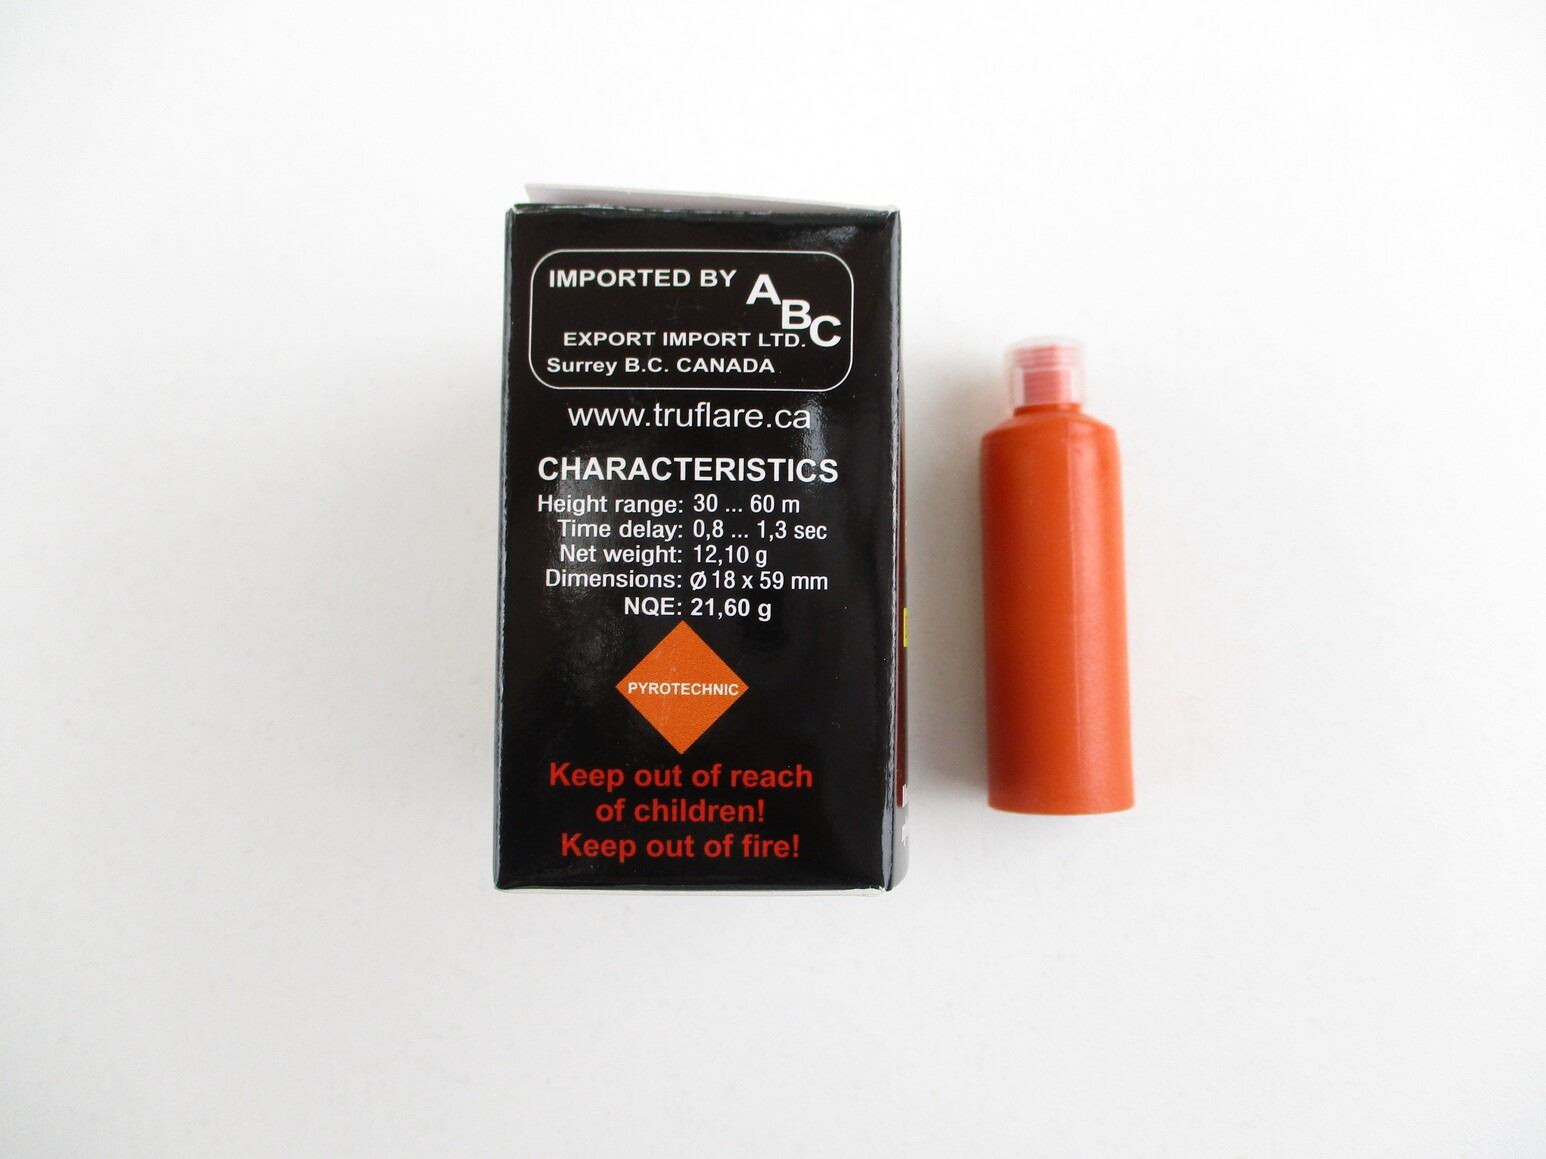 IMPORTED BY ABC
EXPORT IMPORT LTD.
Surrey B.C. CANADA
www.truflare.ca
CHARACTERISTICS
Height range: 30 ... 60 m
Time delay: 0,8 ... 1,3 sec
Net weight: 12,10 g
Dimensions: Ø 18 x 59 mm
NQE: 21,60 g
PYROTECHNIC
Keep out of reach
of children!
Keep out of fire!